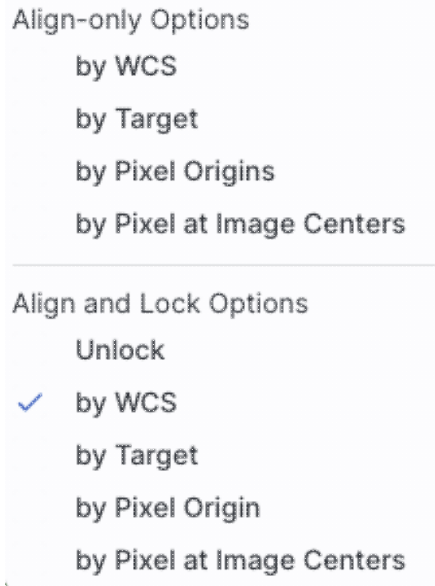 Align-only Options
by WCS
by Target
by Pixel Origins
by Pixel at Image Centers
Align and Lock Options
Unlock
by WCS
by Target
by Pixel Origin
by Pixel at Image Centers